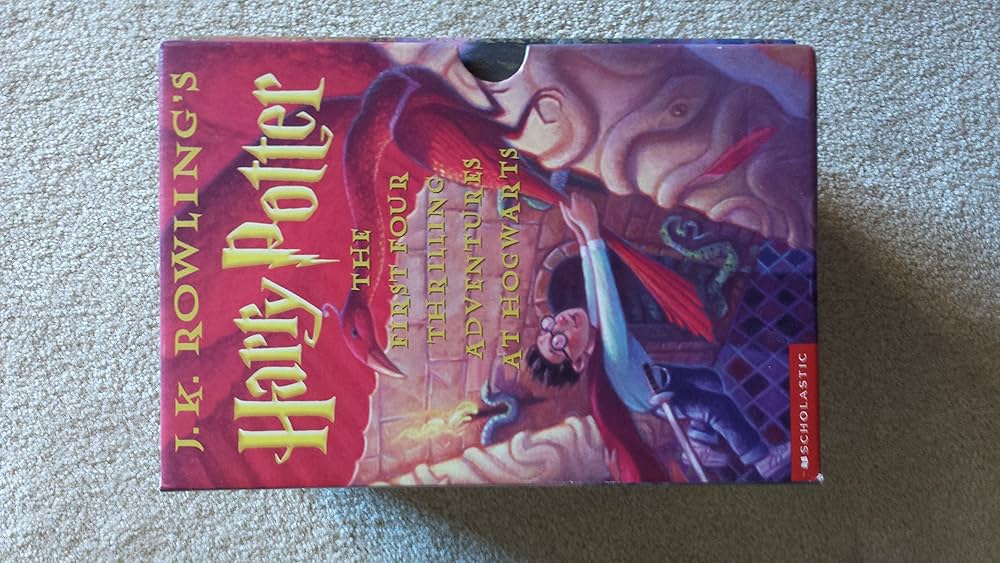 J.K. ROWLING'S
Harry Potter
THE
FIRST FOUR
THRILLING
ADVENTURES
AT HOGWARTS
SCHOLASTIC